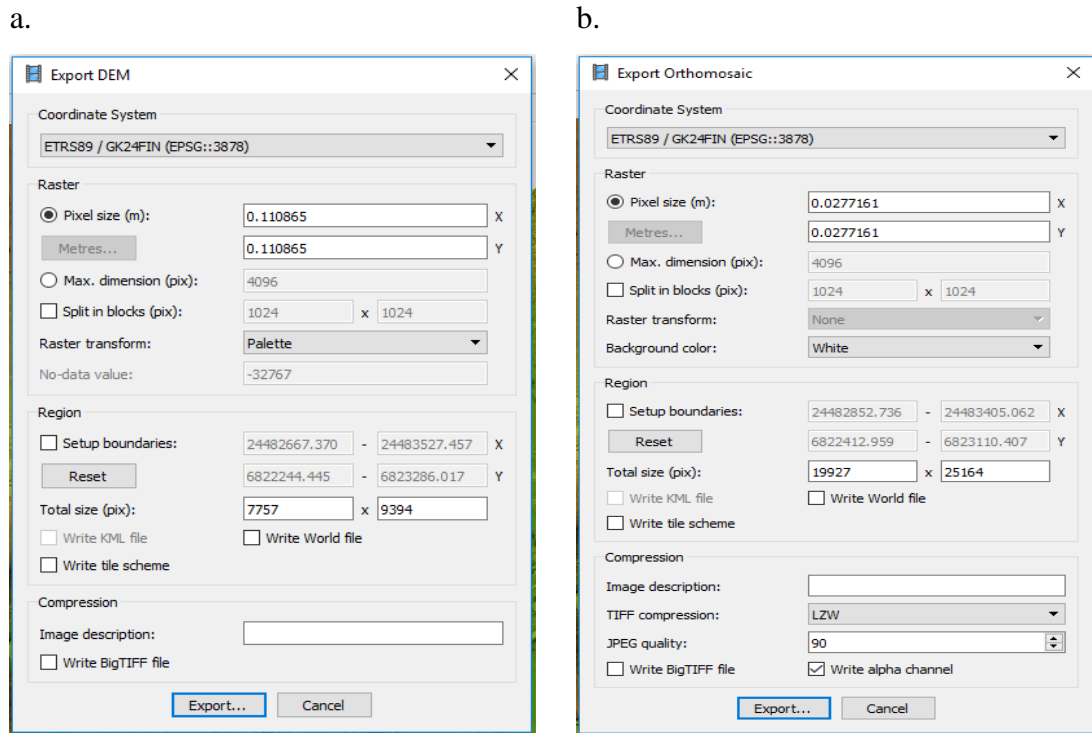 a.
Export DEM
Coordinate System
ETRS89 / GK24FIN (EPSG::3878)
Raster
Pixel size (m): 0.110865 X
Metres... 0.110865 Y
Max. dimension (pix): 4096
Split in blocks (pix): 1024 x 1024
Raster transform: Palette
No-data value: -32767
Region
Setup boundaries: 24482667.370 - 24483527.457 X
Reset 6822244.445 - 6823286.017 Y
Total size (pix): 7757 x 9394
Write KML file Write World file
Write tile scheme
Compression
Image description:
Write BigTIFF file
Export... Cancel
b.
Export Orthomosaic
Coordinate System
ETRS89 / GK24FIN (EPSG::3878)
Raster
Pixel size (m): 0.0277161 X
Metres... 0.0277161 Y
Max. dimension (pix): 4096
Split in blocks (pix): 1024 x 1024
Raster transform: None
Background color: White
Region
Setup boundaries: 24482852.736 - 24483405.062 X
Reset 6822412.959 - 6823110.407 Y
Total size (pix): 19927 x 25164
Write KML file Write World file
Write tile scheme
Compression
Image description:
TIFF compression: LZW
JPEG quality: 90
Write BigTIFF file Write alpha channel
Export... Cancel